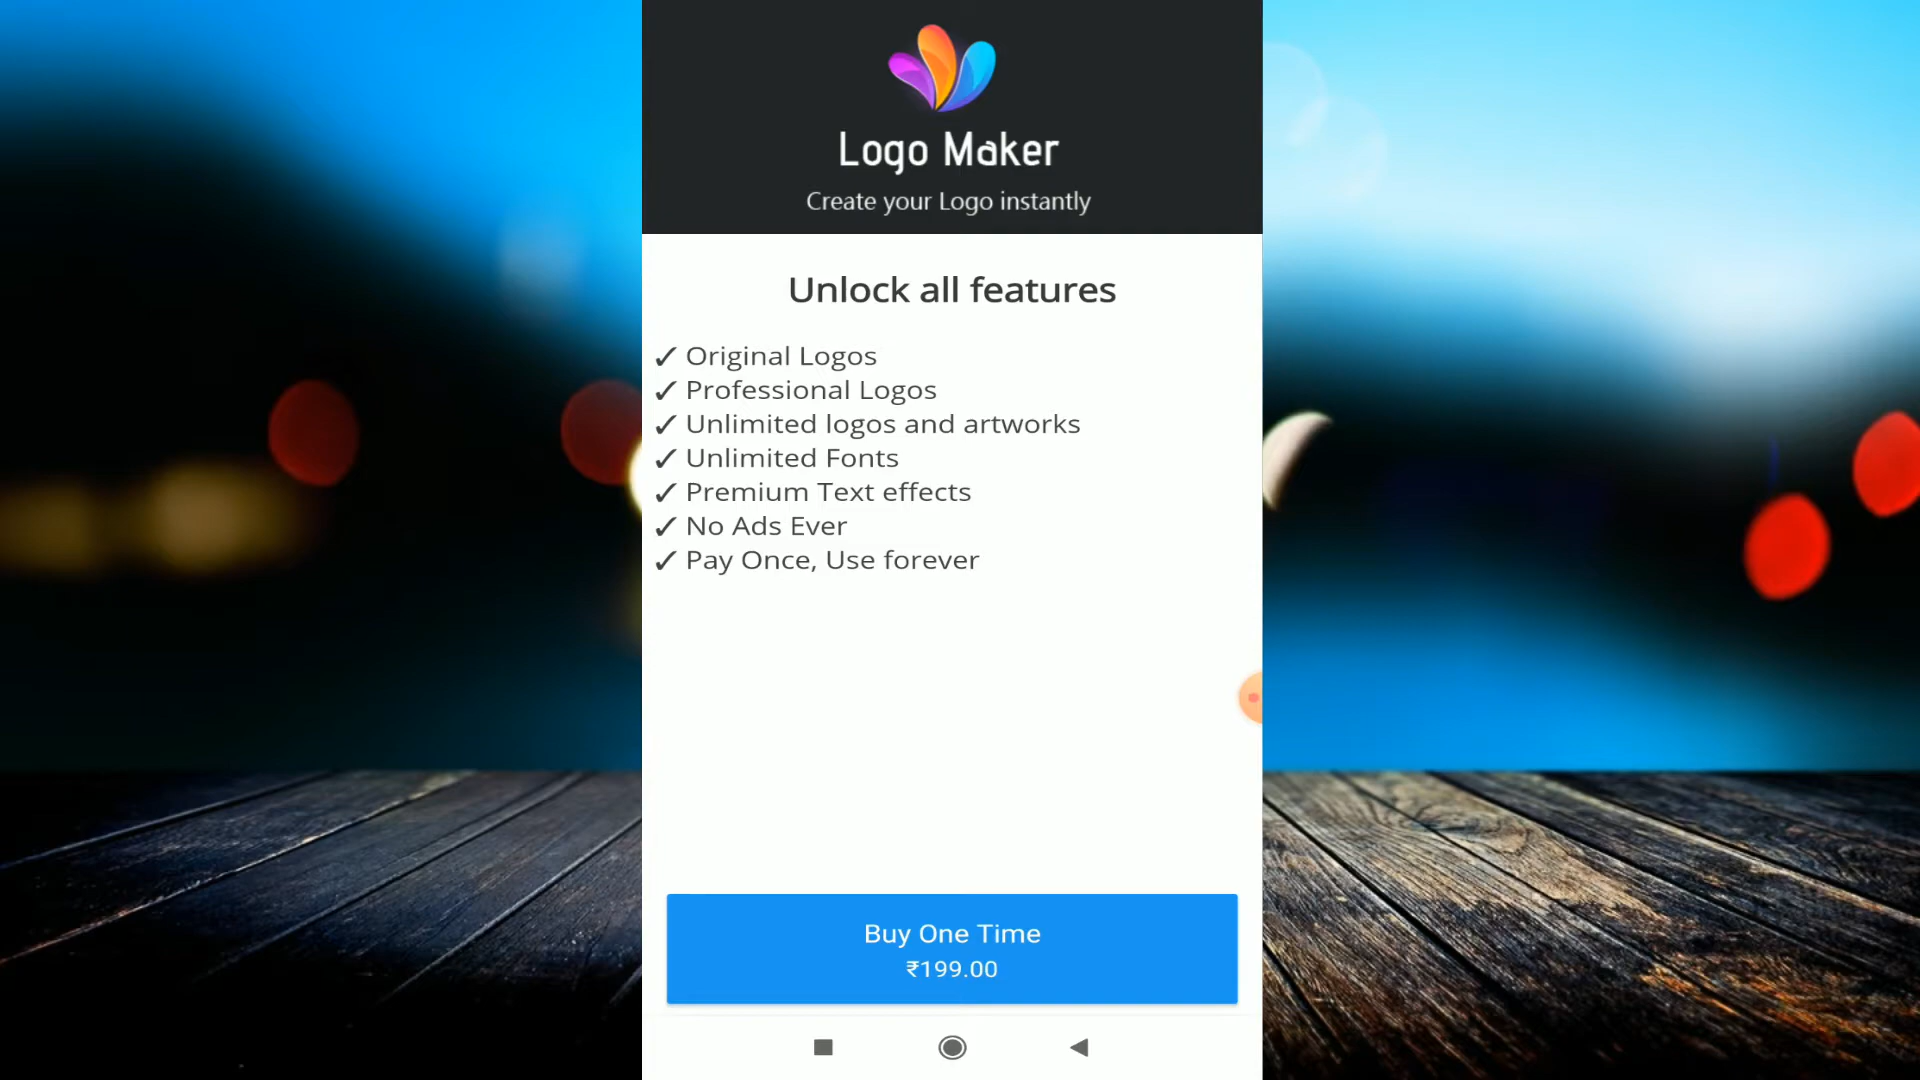 Logo Maker
Create your Logo instantly
Unlock all features
✓ Original Logos
✓ Professional Logos
✓ Unlimited logos and artworks
✓ Unlimited Fonts
✓ Premium Text effects
✓ No Ads Ever
✓ Pay Once, Use forever
Buy One Time
₹199.00